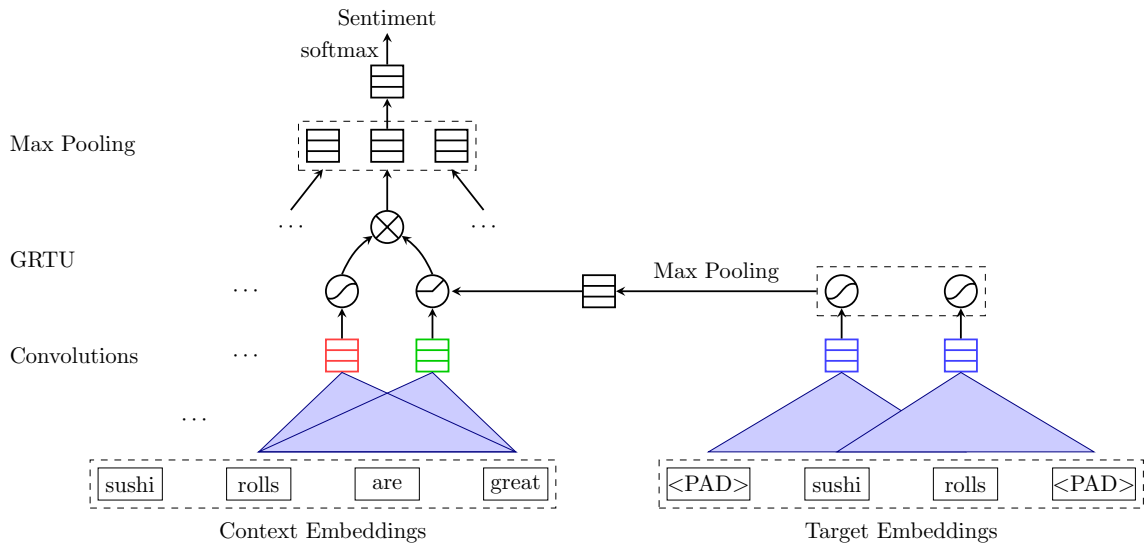 Sentiment
softmax
Max Pooling
. . .
. . .
GRTU
Max Pooling
. . .
Convolutions
. . .
. . .
sushi
rolls
are
great
<PAD>
sushi
rolls
<PAD>
Context Embeddings
Target Embeddings